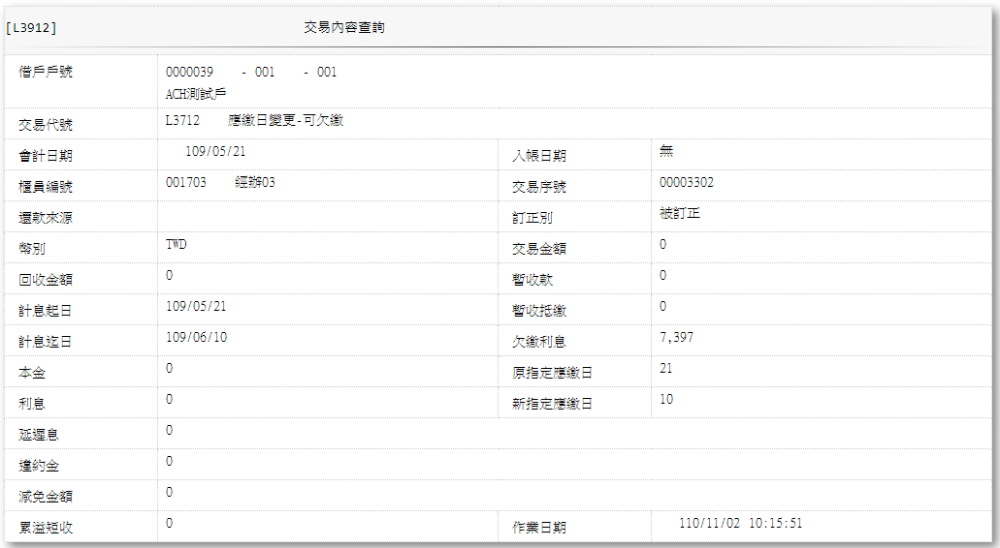 [L3912] 交易內容查詢
借戶戶號 0000039 - 001 - 001
ACH測試戶
交易代號 L3712 應繳日變更-可欠繳
會計日期 109/05/21 入帳日期 無
櫃員編號 001703 經辦03 交易序號 00003302
還款來源 訂正別 被訂正
幣別 TWD 交易金額 0
回收金額 0 暫收款 0
計息起日 109/05/21 暫收抵繳 0
計息迄日 109/06/10 欠繳利息 7,397
本金 0 原指定應繳日 21
利息 0 新指定應繳日 10
延遲息 0
違約金 0
減免金額 0
累溢短收 0 作業日期 110/11/02 10:15:51